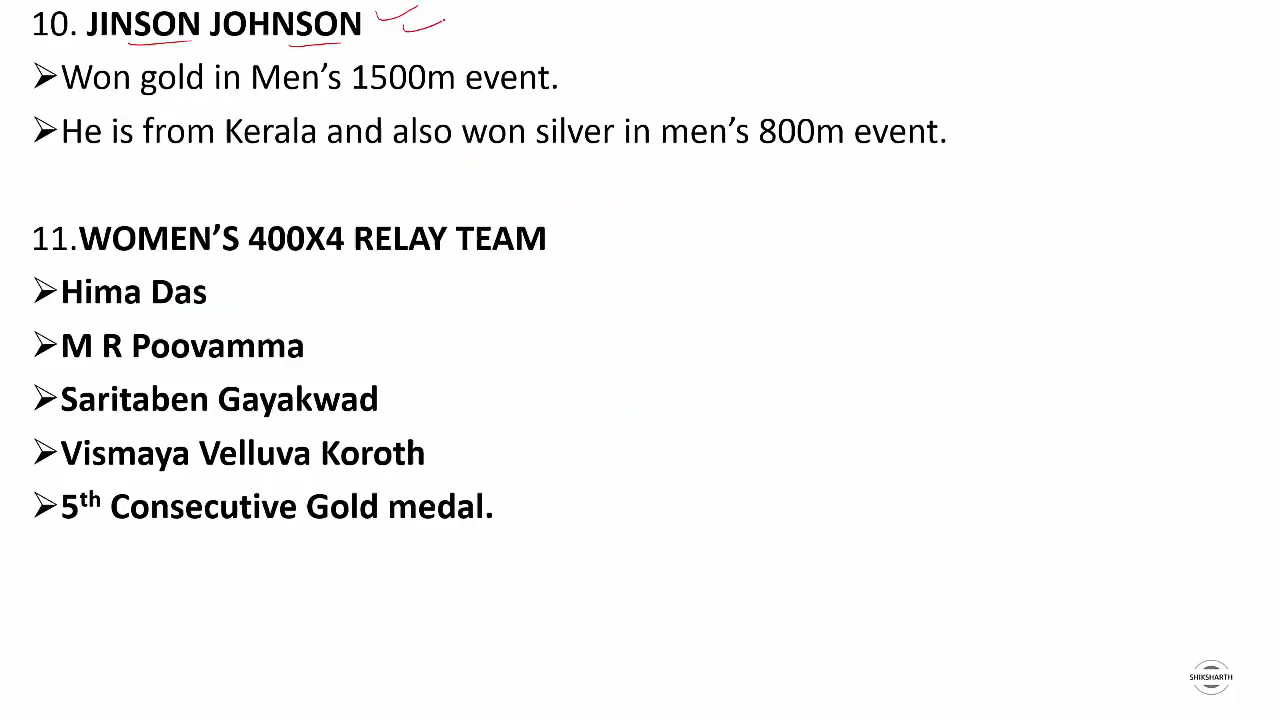 10. JINSON JOHNSON
➢Won gold in Men’s 1500m event.
➢He is from Kerala and also won silver in men’s 800m event.
11.WOMEN’S 400X4 RELAY TEAM
➢Hima Das
➢M R Poovamma
➢Saritaben Gayakwad
➢Vismaya Velluva Koroth
➢5th Consecutive Gold medal.
SHIKSHARTH